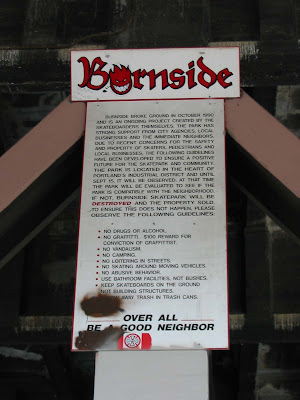 Burnside
BURNSIDE BROKE GROUND IN OCTOBER 1990
AND IS AN ONGOING PROJECT CREATED BY THE
SKATEBOARDERS THEMSELVES. THE PARK HAS
STRONG SUPPORT FROM CITY AGENCIES, LOCAL
BUSINESSES AND THE IMMEDIATE NEIGHBORS.
DUE TO RECENT CONCERNS FOR THE SAFETY
AND PROPERTY OF SKATERS, PEDESTRIANS AND
LOCAL BUSINESSES, THE FOLLOWING GUIDELINES
HAVE BEEN DEVELOPED TO ENSURE A POSITIVE
FUTURE FOR THE SKATEPARK AND COMMUNITY.
THE PARK IS LOCATED IN THE HEART OF
PORTLAND'S INDUSTRIAL DISTRICT AND UNTIL
SEPT. 15, WILL BE OBSERVED. AT THAT TIME
THE PARK WILL BE EVALUATED TO SEE IF THE
PARK IS COMPATIBLE WITH THE NEIGHBORHOOD.
IF NOT, BURNSIDE SKATEPARK WILL BE
DESTROYED AND THE PROPERTY SOLD.
TO ENSURE THIS DOES NOT HAPPEN, PLEASE
OBSERVE THE FOLLOWING GUIDELINES:
• NO DRUGS OR ALCOHOL.
• NO GRAFFITTI. $100 REWARD FOR
CONVICTION OF GRAFFITTIST.
• NO VANDALISM.
• NO CAMPING.
• NO LOITERING IN STREETS.
• NO SKATING AROUND MOVING VEHICLES.
• NO ABUSIVE BEHAVIOR.
• USE BATHROOM FACILITIES, NOT BUSHES.
• KEEP SKATEBOARDS ON THE GROUND
NOT BUILDING STRUCTURES.
AWAY TRASH IN TRASH CANS.
OVER ALL
BE A GOOD NEIGHBOR